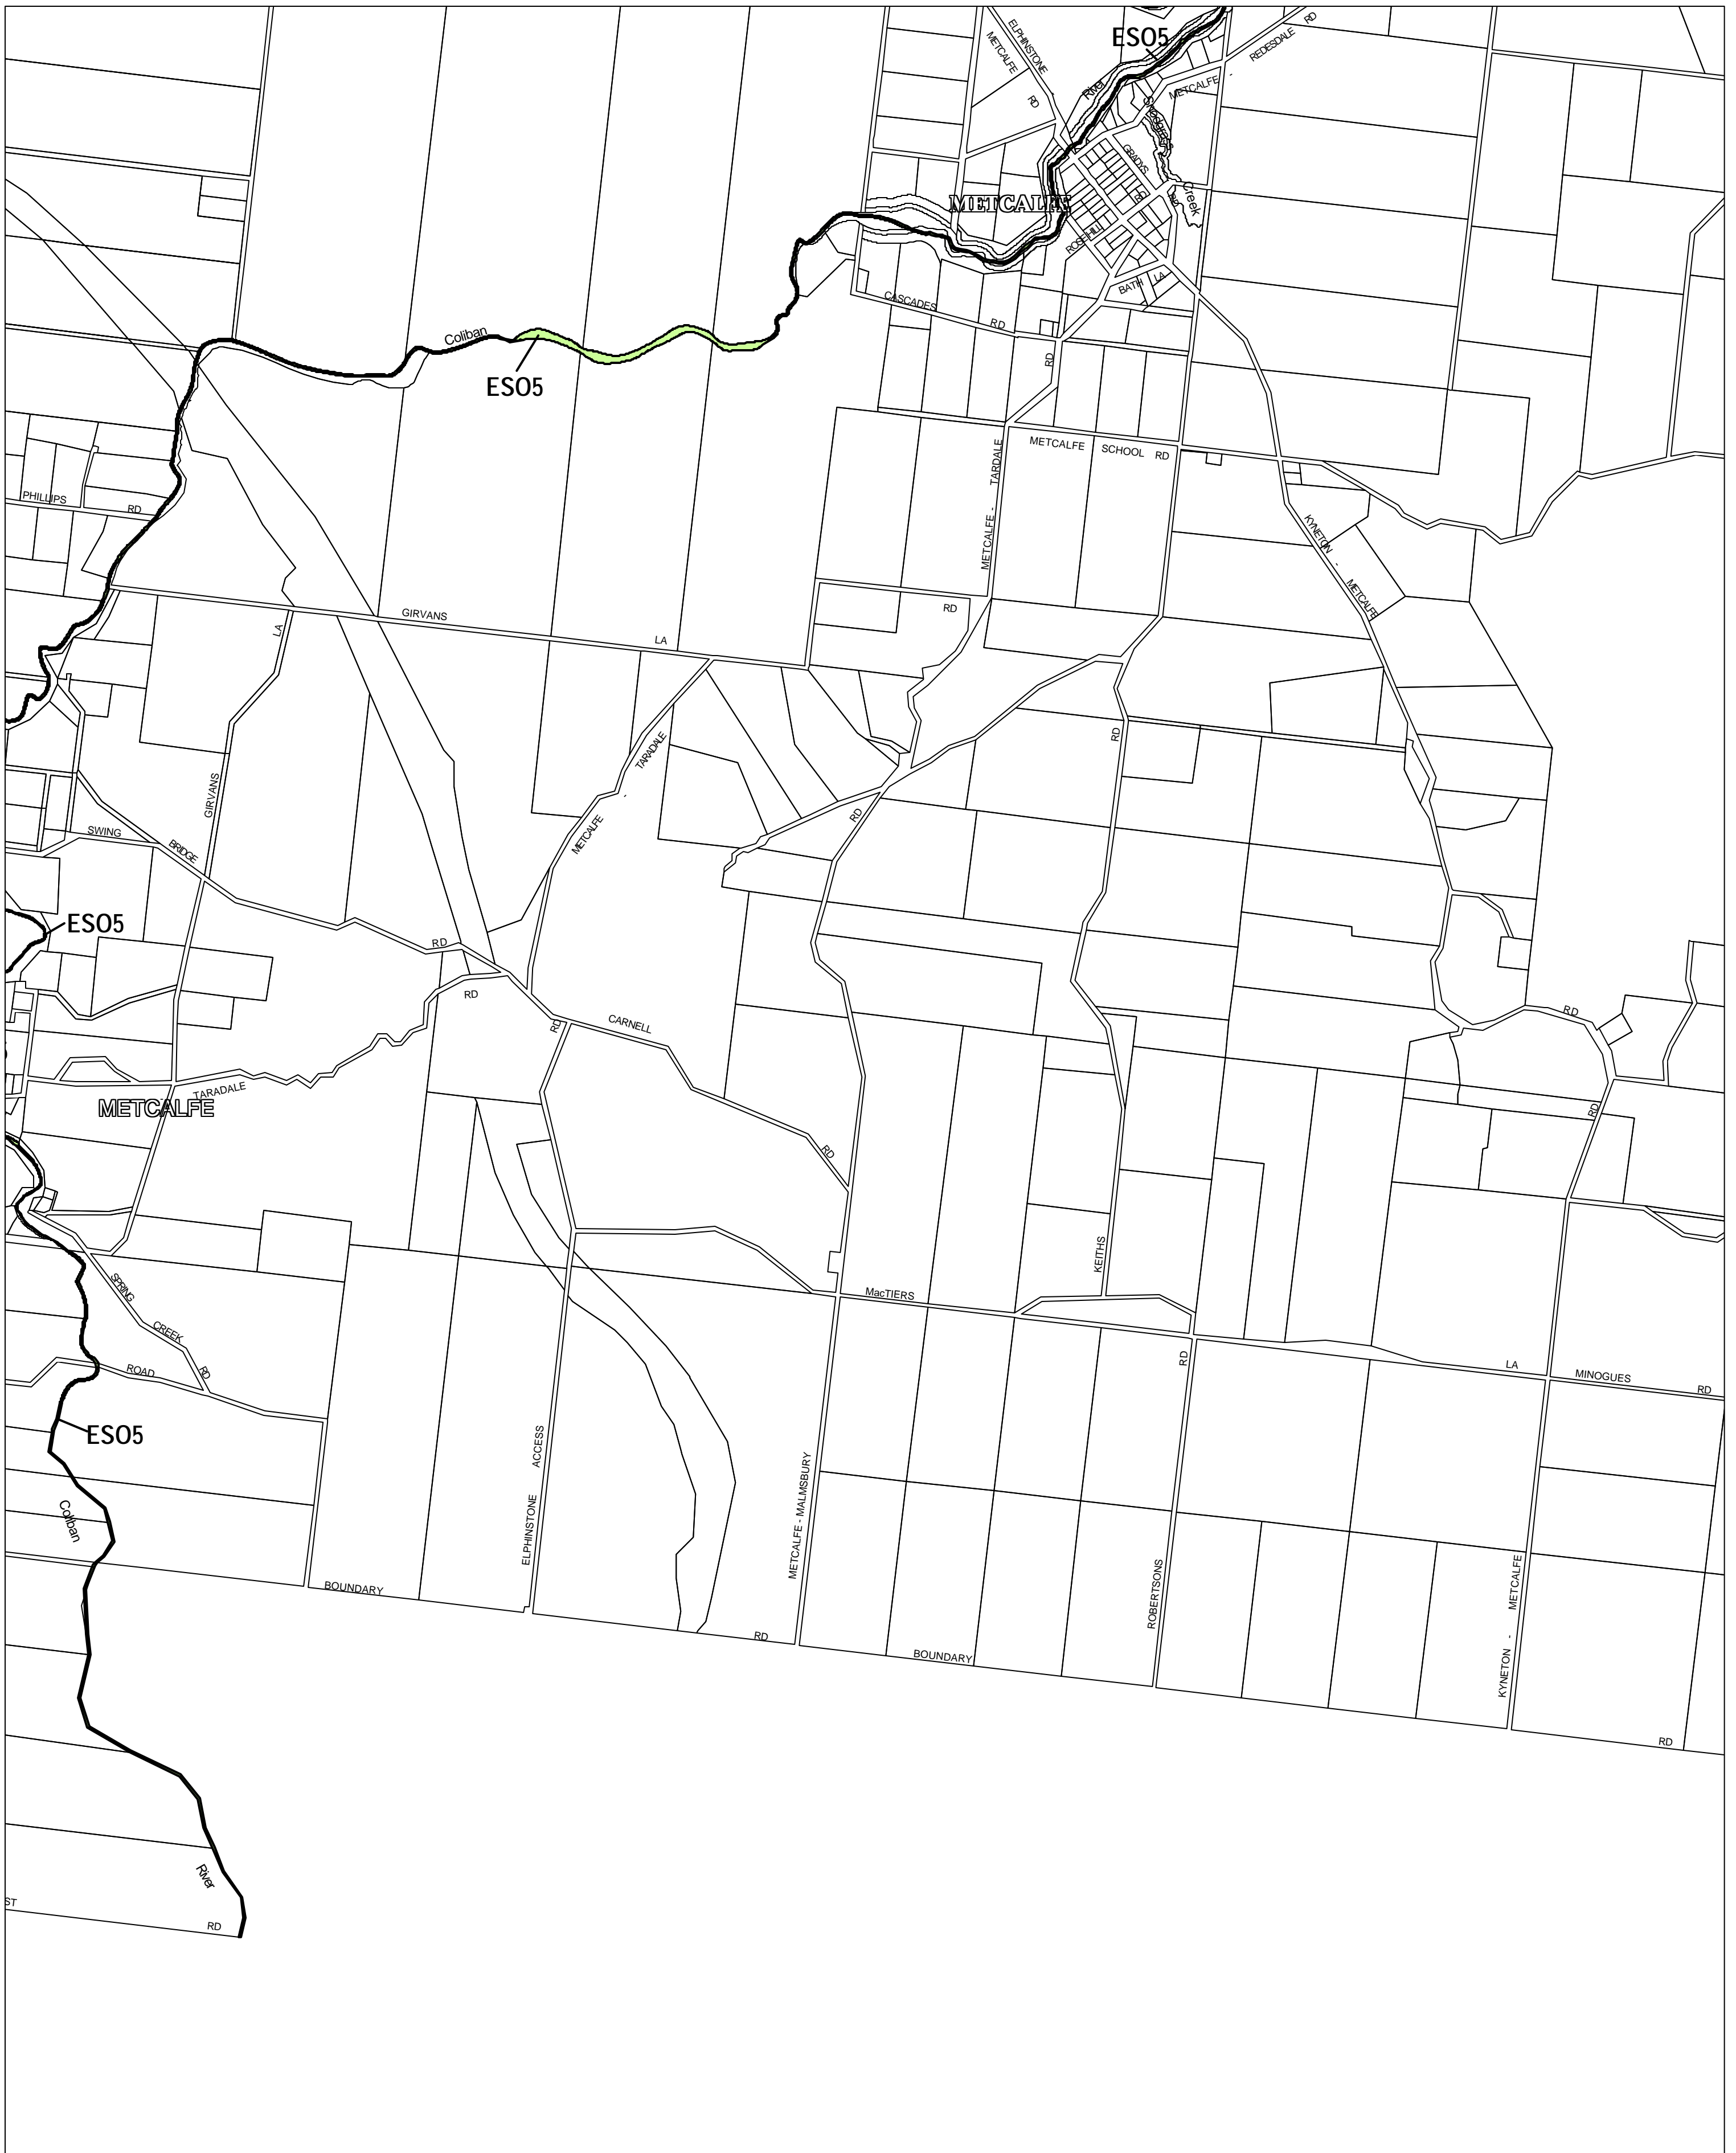 ELPHINSTONE
METCALFE
RD
ESO5
RD
REDESDALE
-
METCALFE
River
Creek
GRADYS
RD
METCALFE
ROSEHILL
BATH LA
CASCADES
RD
RD
Coliban
ESO5
METCALFE SCHOOL RD
METCALFE - TARDALE
PHILLIPS
RD
KYNETON - METCALFE
GIRVANS
LA
RD
LA
GIRVANS
METCALFE - TARADALE
RD
RD
SWING
BRIDGE
RD
ESO5
RD
RD
CARNELL
RD
RD
RD
TARADALE
METCALFE
KEITHS
SPRING
CREEK
RD
ROAD
MacTIERS
RD
LA
MINOGUES
RD
ESO5
Coliban
ELPHINSTONE ACCESS
METCALFE - MALMSBURY
ROBERTSONS
KYNETON - METCALFE
BOUNDARY
RD
BOUNDARY
RD
River
ST
RD